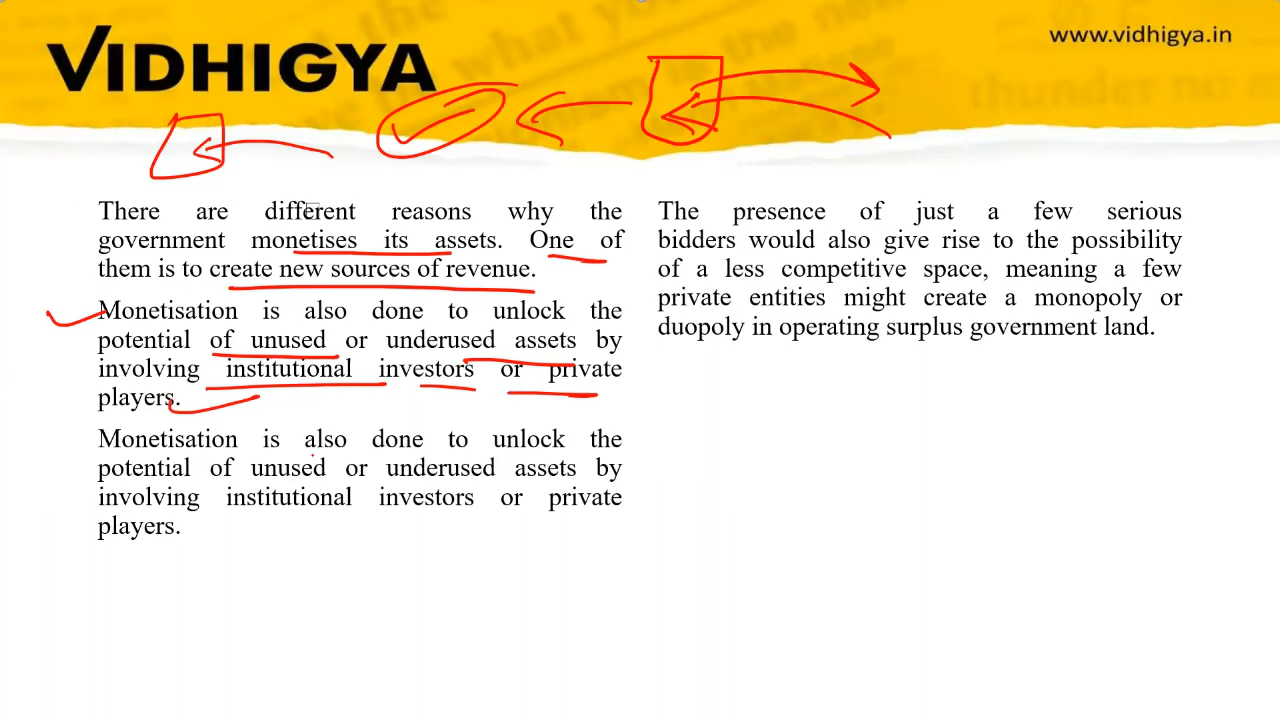 VIDHIGYA
www.vidhigya.in
There are different reasons why the
government monetises its assets. One of
them is to create new sources of revenue.
Monetisation is also done to unlock the
potential of unused or underused assets by
involving institutional investors or private
players.
Monetisation is also done to unlock the
potential of unused or underused assets by
involving institutional investors or private
players.
The presence of just a few serious
bidders would also give rise to the possibility
of a less competitive space, meaning a few
private entities might create a monopoly or
duopoly in operating surplus government land.